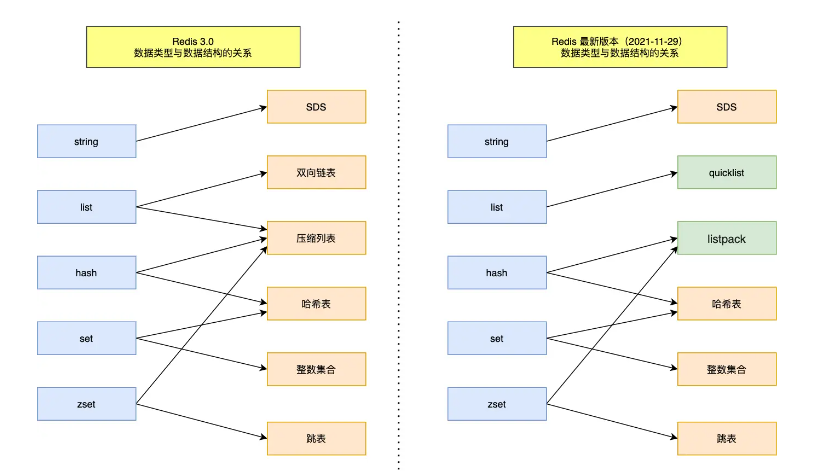 Redis 3.0
数据类型与数据结构的关系
string
list
hash
set
zset
SDS
双向链表
压缩列表
哈希表
整数集合
跳表
Redis 最新版本（2021-11-29）
数据类型与数据结构的关系
string
list
hash
set
zset
SDS
quicklist
listpack
哈希表
整数集合
跳表